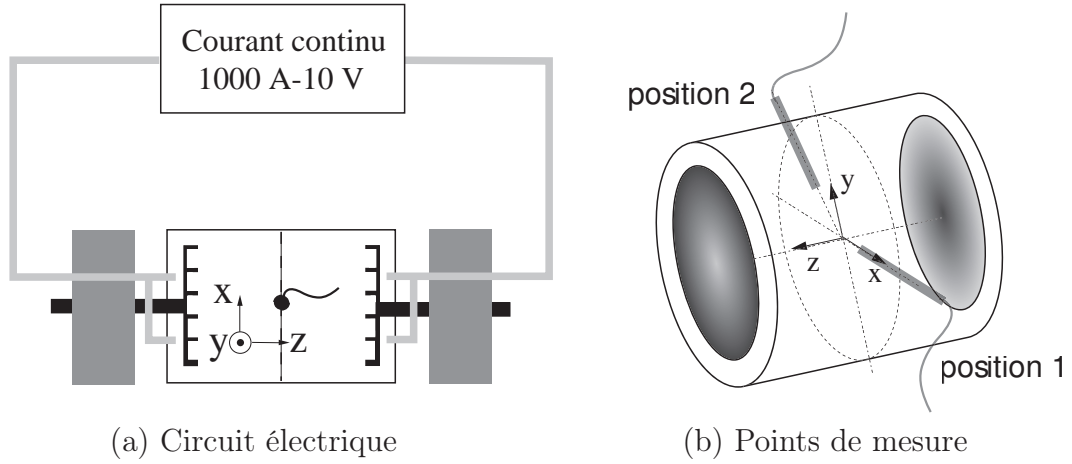 Courant continu
1000 A-10 V
x
y
z
(a) Circuit électrique
position 2
y
z
x
position 1
(b) Points de mesure